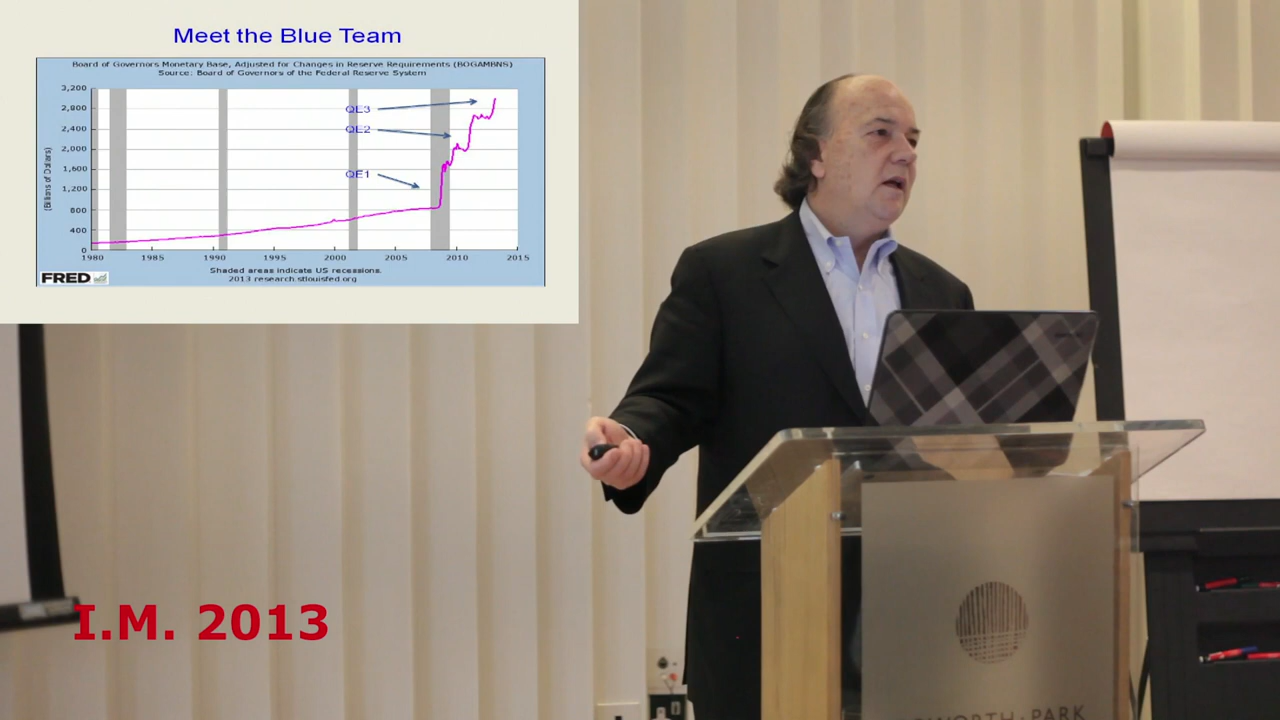 Meet the Blue Team
Board of Governors Monetary Base, Adjusted for Changes in Reserve Requirements (BOGAMBNS)
Source: Board of Governors of the Federal Reserve System
3,200
2,800
2,400
2,000
1,600
1,200
800
400
0
(Billions of Dollars)
QE3
QE2
QE1
1980 1985 1990 1995 2000 2005 2010 2015
Shaded areas indicate US recessions.
2013 research.stlouisfed.org
FRED
I.M. 2013
PARK